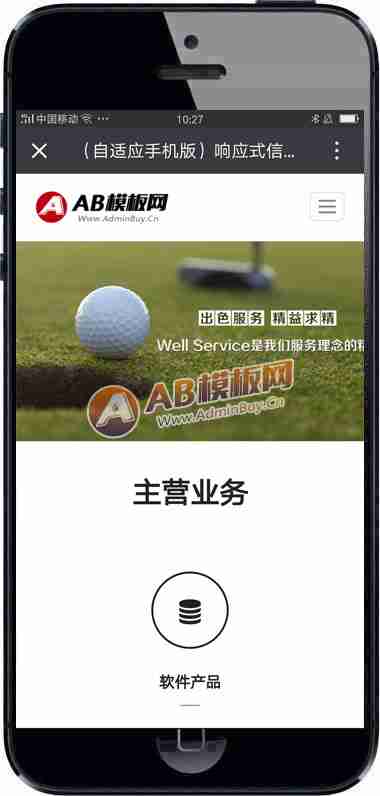 中国移动 ··· 10:27
（自适应手机版）响应式信...
AB模板网
Www.AdminBuy.Cn
出色服务 精益求精
Well Service是我们服务理念的精
AB模板网
Www.AdminBuy.Cn
主营业务
软件产品